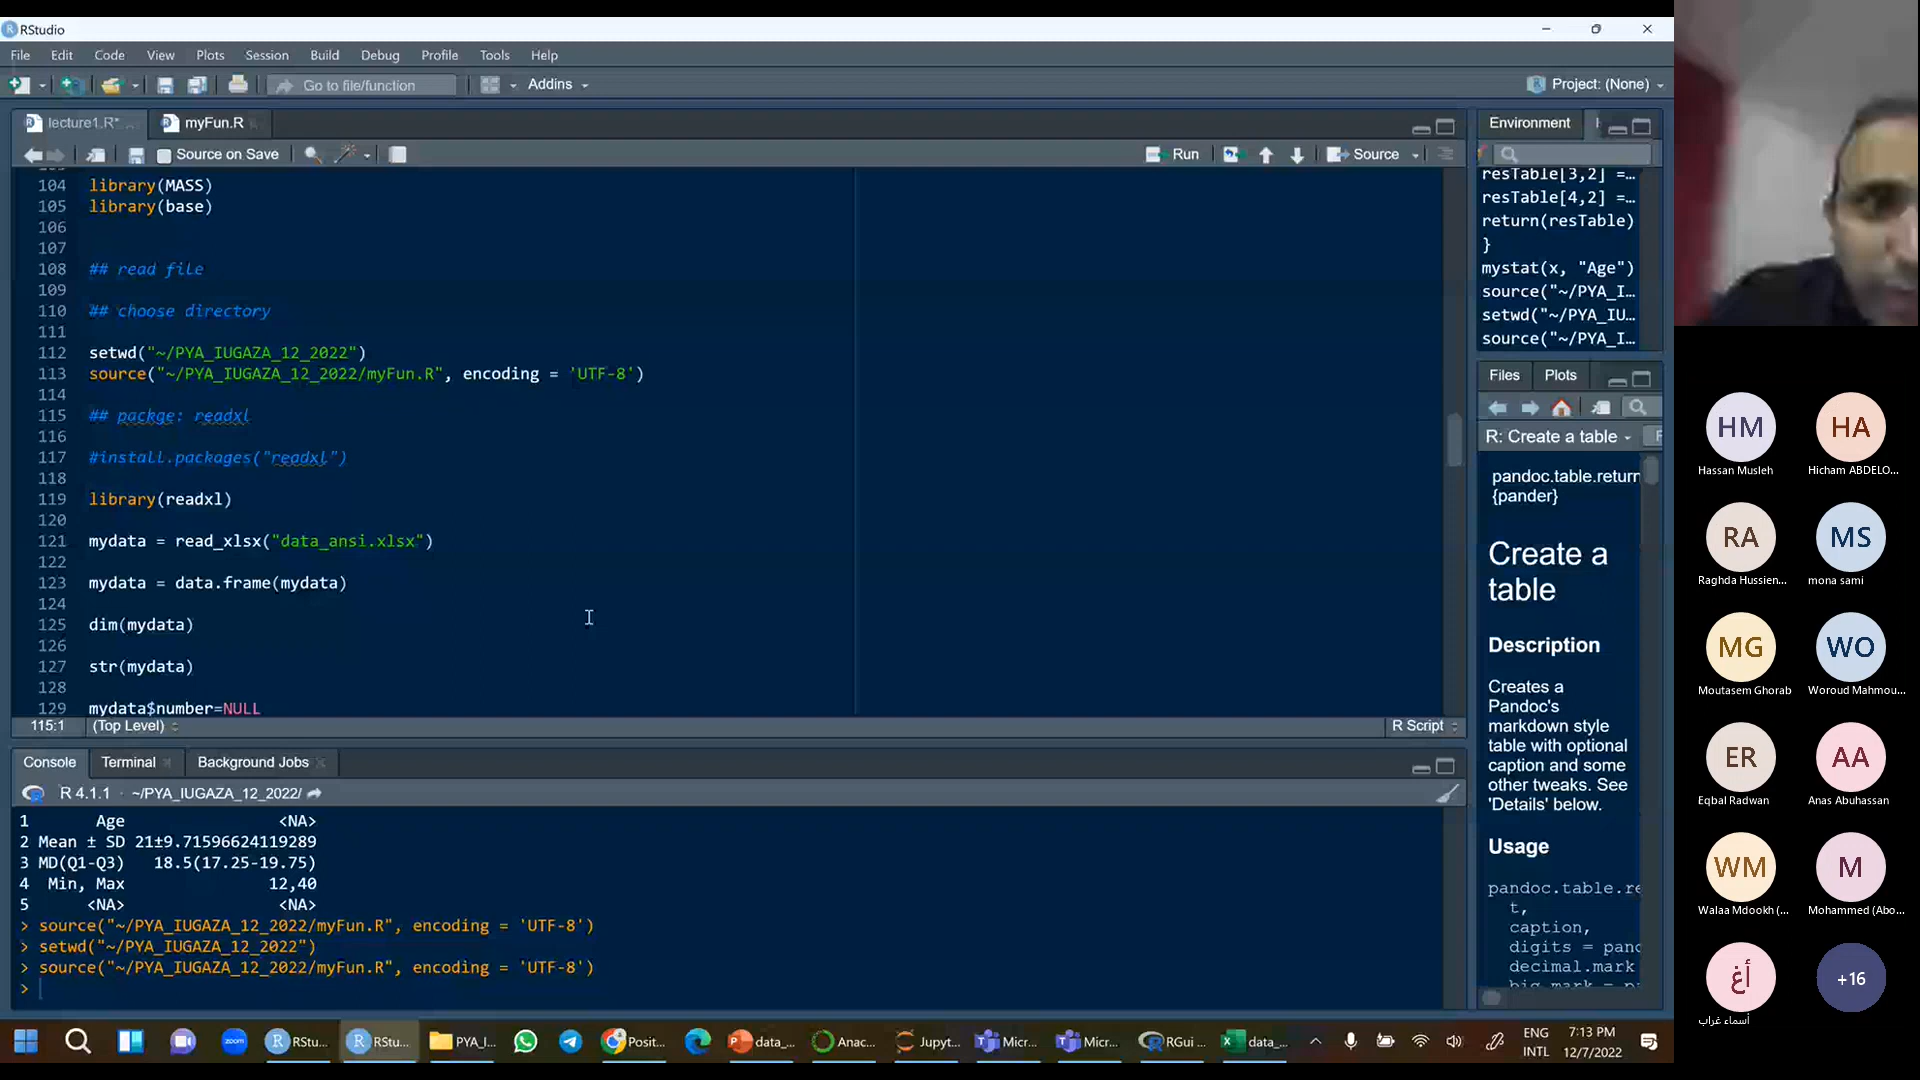 RStudio
File Edit Code View Plots Session Build Debug Profile Tools Help
Go to file/function Addins Project: (None)
lecture1.R* myFun.R
Source on Save Run Source
104 library(MASS)
105 library(base)
106
107
108 ## read file
109
110 ## choose directory
111
112 setwd("~/PYA_IUGAZA_12_2022")
113 source("~/PYA_IUGAZA_12_2022/myFun.R", encoding = 'UTF-8')
114
115 ## packge: readxl
116
117 #install.packages("readxl")
118
119 library(readxl)
120
121 mydata = read_xlsx("data_ansi.xlsx")
122
123 mydata = data.frame(mydata)
124
125 dim(mydata)
126
127 str(mydata)
128
129 mydata$number=NULL
115:1 (Top Level) R Script
Console Terminal Background Jobs
R 4.1.1 · ~/PYA_IUGAZA_12_2022/
1 Age <NA>
2 Mean ± SD 21±9.71596624119289
3 MD(Q1-Q3) 18.5(17.25-19.75)
4 Min, Max 12,40
5 <NA> <NA>
> source("~/PYA_IUGAZA_12_2022/myFun.R", encoding = 'UTF-8')
> setwd("~/PYA_IUGAZA_12_2022")
> source("~/PYA_IUGAZA_12_2022/myFun.R", encoding = 'UTF-8')
>
Environment
resTable[3,2] =…
resTable[4,2] =…
return(resTable)
}
mystat(x, "Age")
source("~/PYA_I…
setwd("~/PYA_IU…
source("~/PYA_I…
Files Plots
R: Create a table
pandoc.table.return
{pander}
Create a
table
Description
Creates a
Pandoc's
markdown style
table with optional
caption and some
other tweaks. See
'Details' below.
Usage
pandoc.table.re
t,
caption,
digits = pand
decimal.mark
big.mark = p
HM HA
Hassan Musleh Hicham ABDELO...
RA MS
Raghda Hussien... mona sami
MG WO
Moutasem Ghorab Woroud Mahmou...
ER AA
Eqbal Radwan Anas Abuhassan
WM M
Walaa Mdookh (... Mohammed (Abo...
أغ +16
أسماء غراب
zoom RStu... RStu... PYA_I... Posit... data_... Anac... Jupyt... Micr... Micr... RGui ... data_...
ENG
INTL
7:13 PM
12/7/2022